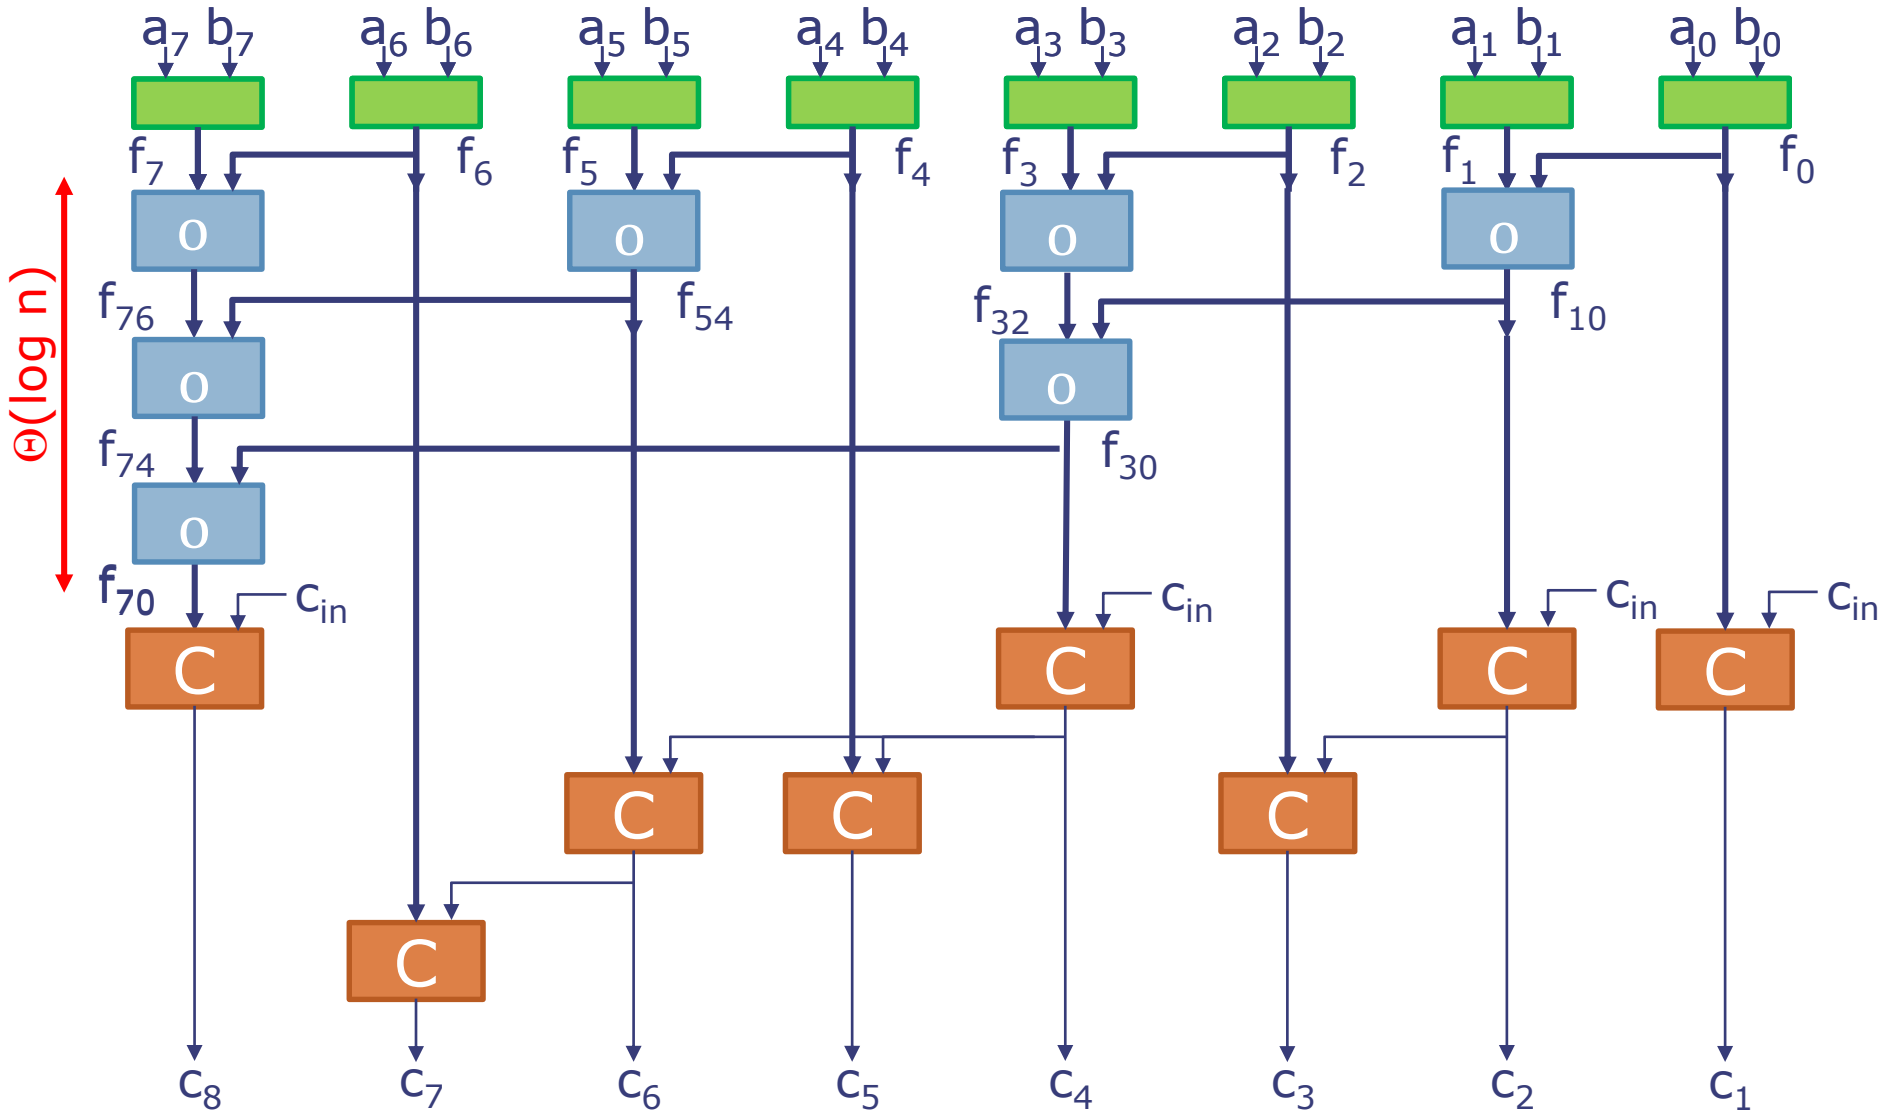 a₇ b₇ a₆ b₆ a₅ b₅ a₄ b₄ a₃ b₃ a₂ b₂ a₁ b₁ a₀ b₀
f₇ f₆ f₅ f₄ f₃ f₂ f₁ f₀
o o o o
f₇₆ f₅₄ f₃₂ f₁₀
Θ(log n)
o o
f₇₄ f₃₀
o
f₇₀ cᵢₙ cᵢₙ cᵢₙ cᵢₙ
C C C C
C C C
C
c₈ c₇ c₆ c₅ c₄ c₃ c₂ c₁